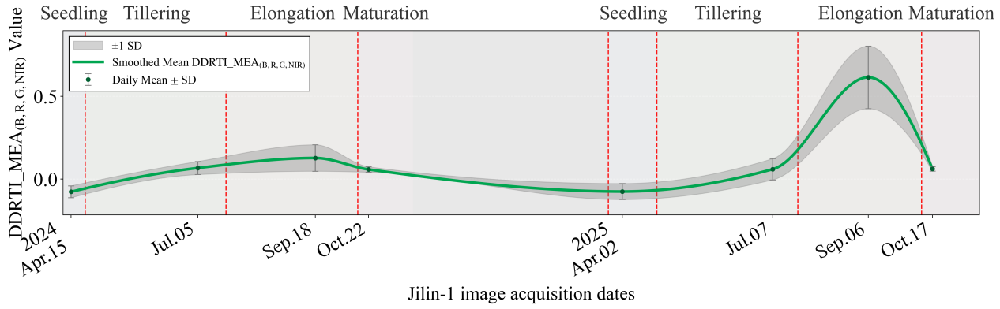 Seedling Tillering Elongation Maturation Seedling Tillering Elongation Maturation
DDRTI_MEA(B, R, G, NIR) Value
±1 SD
Smoothed Mean DDRTI_MEA(B, R, G, NIR)
Daily Mean ± SD
0.5
0.0
2024
Apr.15
Jul.05
Sep.18
Oct.22
2025
Apr.02
Jul.07
Sep.06
Oct.17
Jilin-1 image acquisition dates